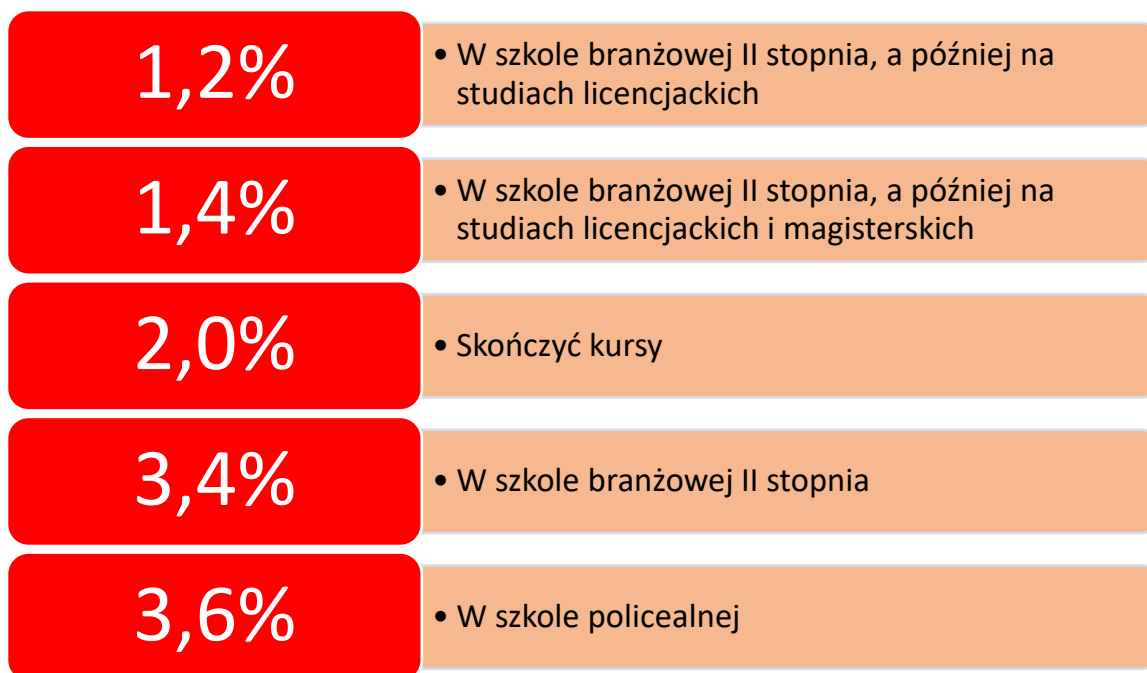 1,2%
• W szkole branżowej II stopnia, a później na
studiach licencjackich
1,4%
• W szkole branżowej II stopnia, a później na
studiach licencjackich i magisterskich
2,0%
• Skończyć kursy
3,4%
• W szkole branżowej II stopnia
3,6%
• W szkole policealnej